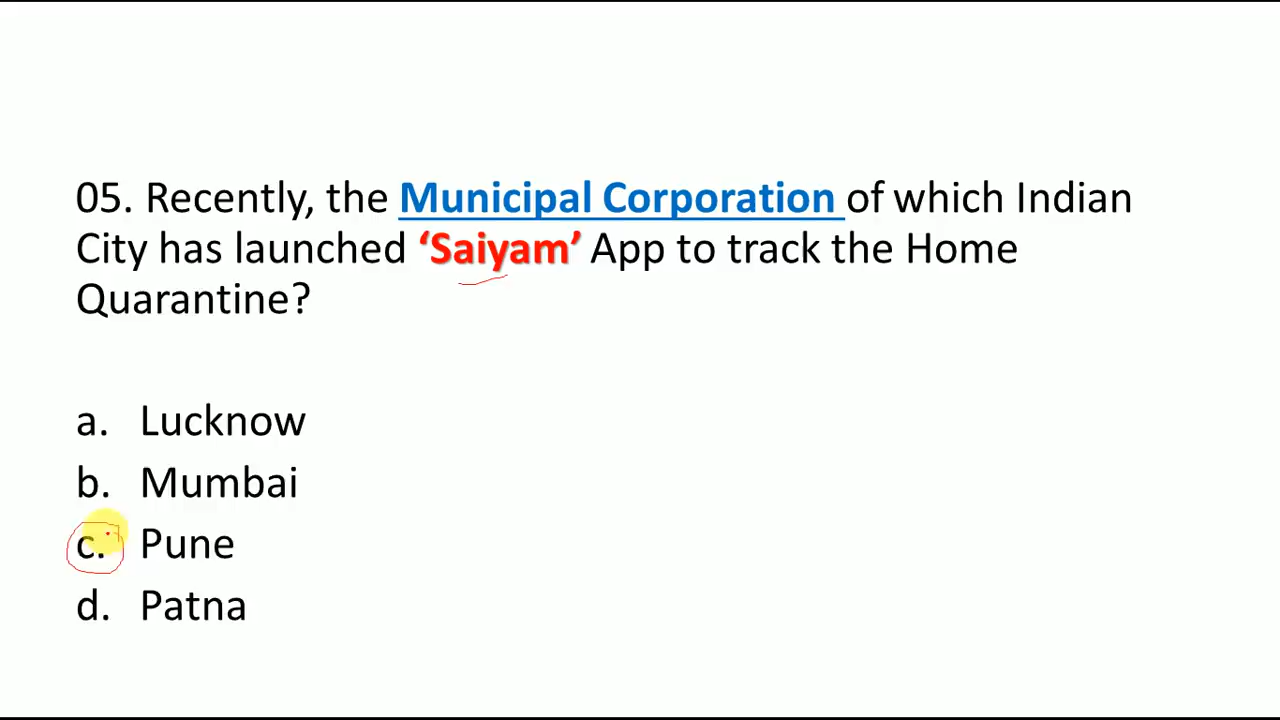 05. Recently, the Municipal Corporation of which Indian
City has launched ‘Saiyam’ App to track the Home
Quarantine?
a. Lucknow
b. Mumbai
c. Pune
d. Patna